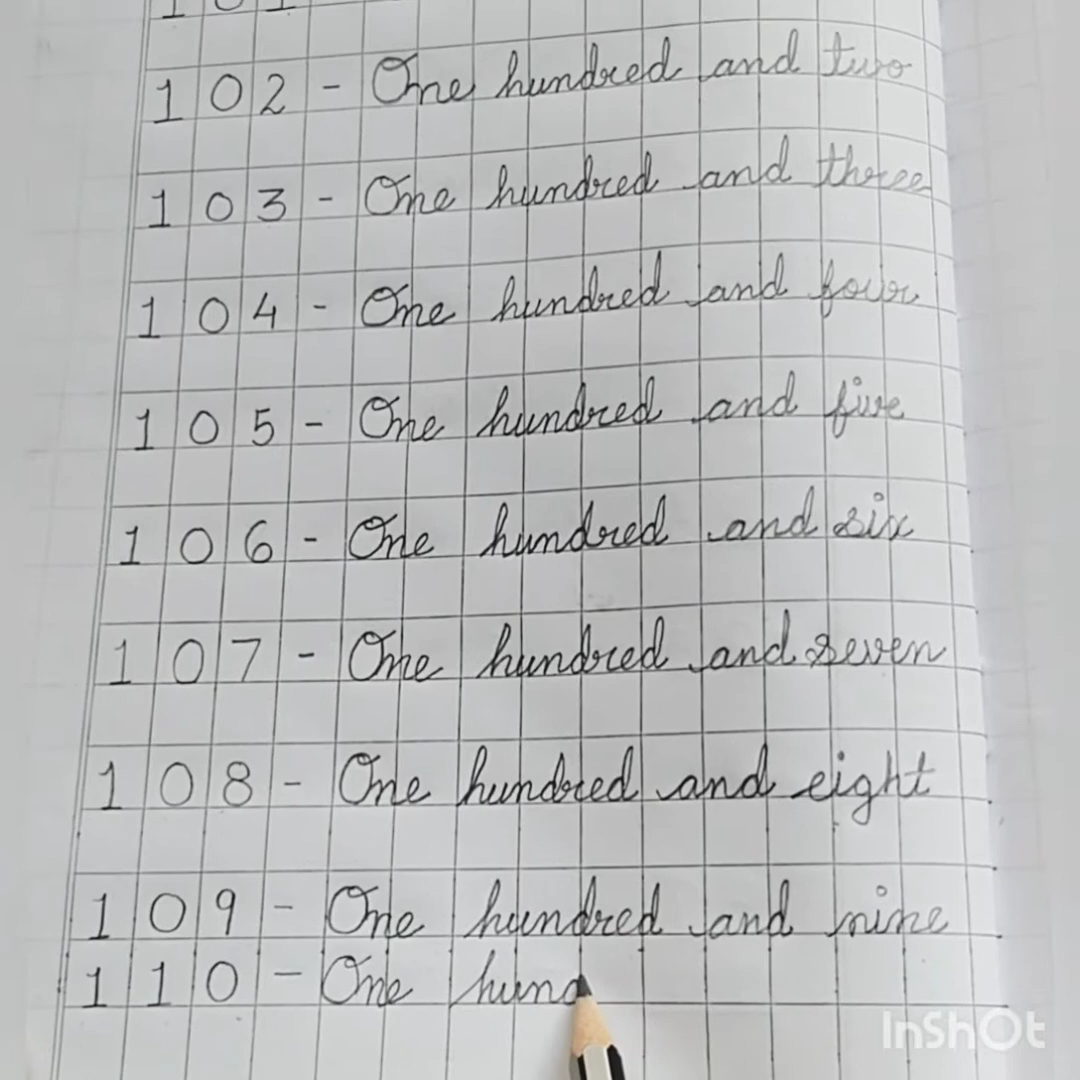 102 - One hundred and two
103 - One hundred and three
104 - One hundred and four
105 - One hundred and five
106 - One hundred and six
107 - One hundred and seven
108 - One hundred and eight
109 - One hundred and nine
110 - One hund
InShOt